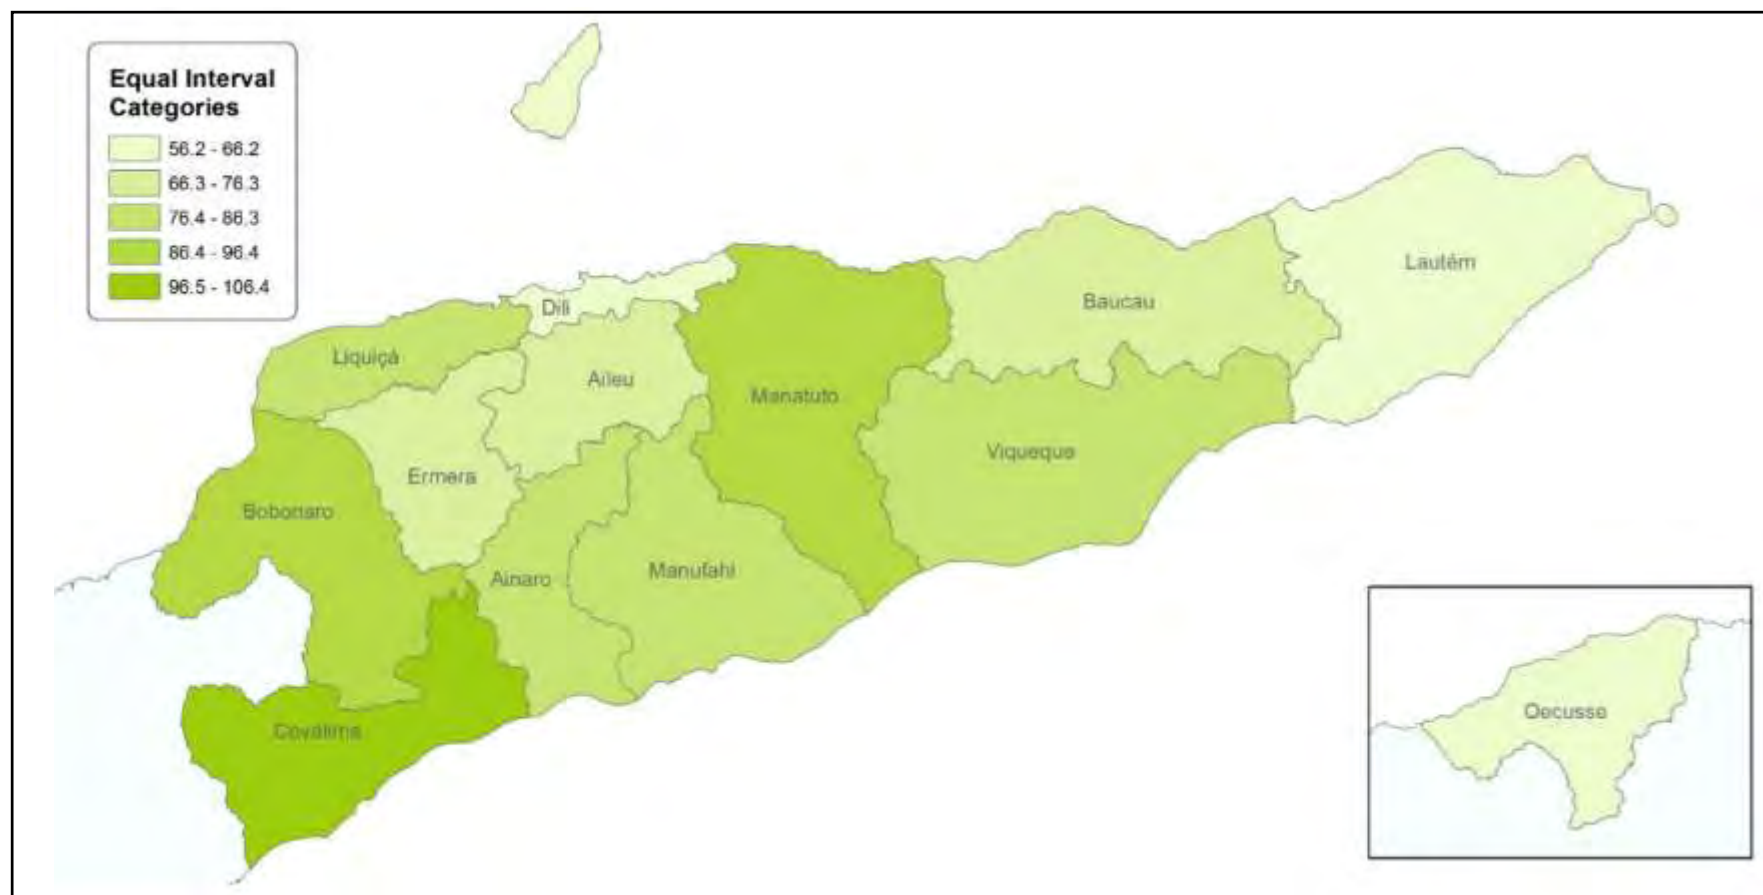 Equal Interval
Categories
56.2 - 66.2
66.3 - 76.3
76.4 - 86.3
86.4 - 96.4
96.5 - 106.4
Lautém
Baucau
Dili
Liquiçá
Aileu
Manatuto
Viqueque
Ermera
Bobonaro
Ainaro
Manufahi
Oecusse
Covalima